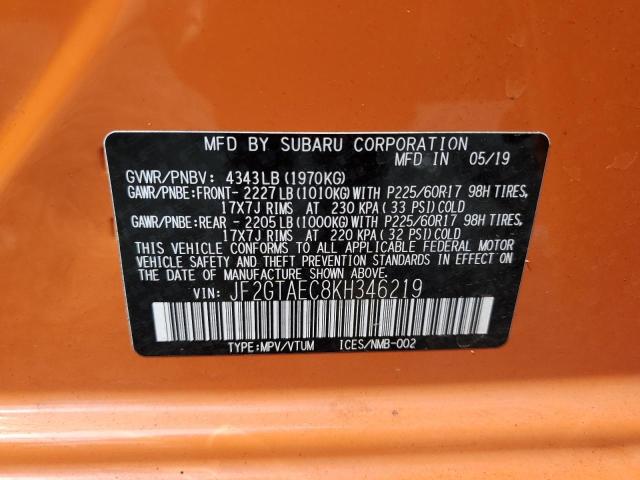 MFD BY SUBARU CORPORATION
MFD IN 05/19
GVWR/PNBV: 4343LB (1970KG)
GAWR/PNBE:FRONT- 2227LB (1010KG)WITH P225/60R17 98H TIRES,
17X7J RIMS AT 230 KPA (33 PSI)COLD
GAWR/PNBE:REAR - 2205LB (1000KG)WITH P225/60R17 98H TIRES,
17X7J RIMS AT 220 KPA (32 PSI)COLD
THIS VEHICLE CONFORMS TO ALL APPLICABLE FEDERAL MOTOR
VEHICLE SAFETY AND THEFT PREVENTION STANDARDS IN EFFECT ON
THE DATE OF MANUFACTURE SHOWN ABOVE.
VIN: JF2GTAEC8KH346219
TYPE:MPV/VTUM ICES/NMB-002